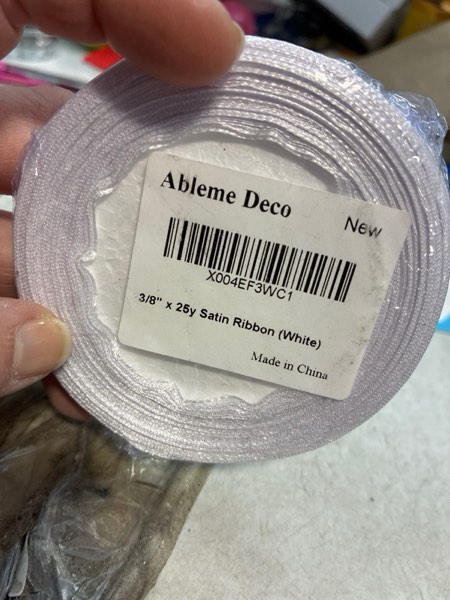 Ableme Deco
New
X004EF3WC1
3/8" x 25y Satin Ribbon (White)
Made in China